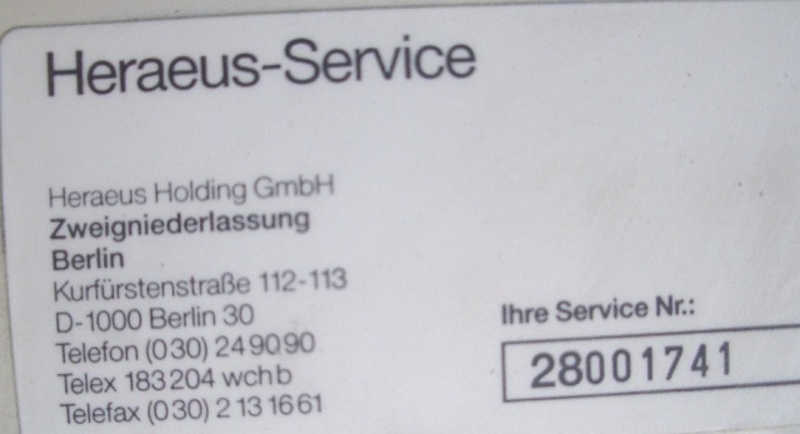 Heraeus-Service
Heraeus Holding GmbH
Zweigniederlassung
Berlin
Kurfürstenstraße 112-113
D-1000 Berlin 30
Telefon (030) 249090
Telex 183204 wchb
Telefax (030) 2131661
Ihre Service Nr.:
28001741